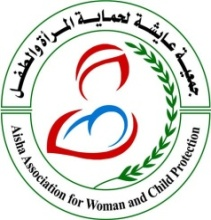 جمعية عايشة لحماية المرأة والطفل
Aisha Association for Woman and Child Protection